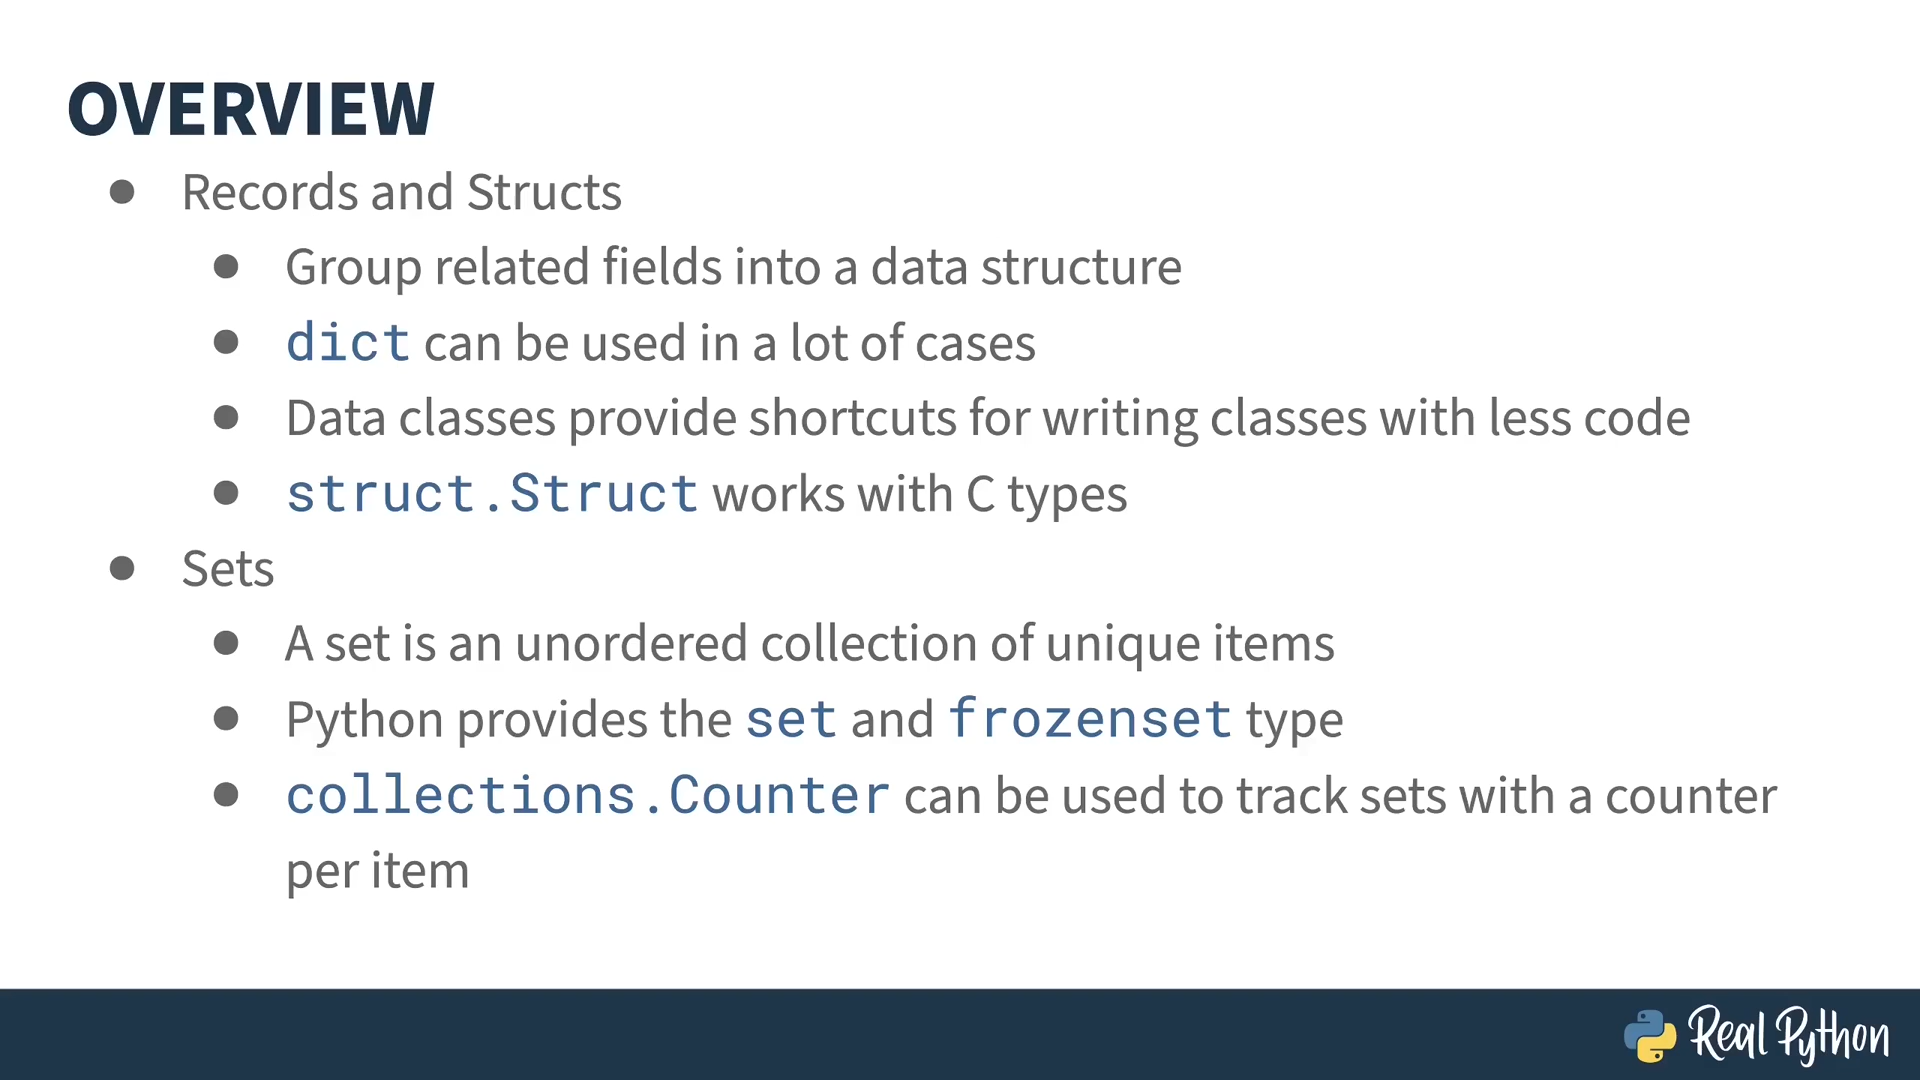 OVERVIEW
● Records and Structs
● Group related fields into a data structure
● dict can be used in a lot of cases
● Data classes provide shortcuts for writing classes with less code
● struct.Struct works with C types
● Sets
● A set is an unordered collection of unique items
● Python provides the set and frozenset type
● collections.Counter can be used to track sets with a counter
per item
Real Python